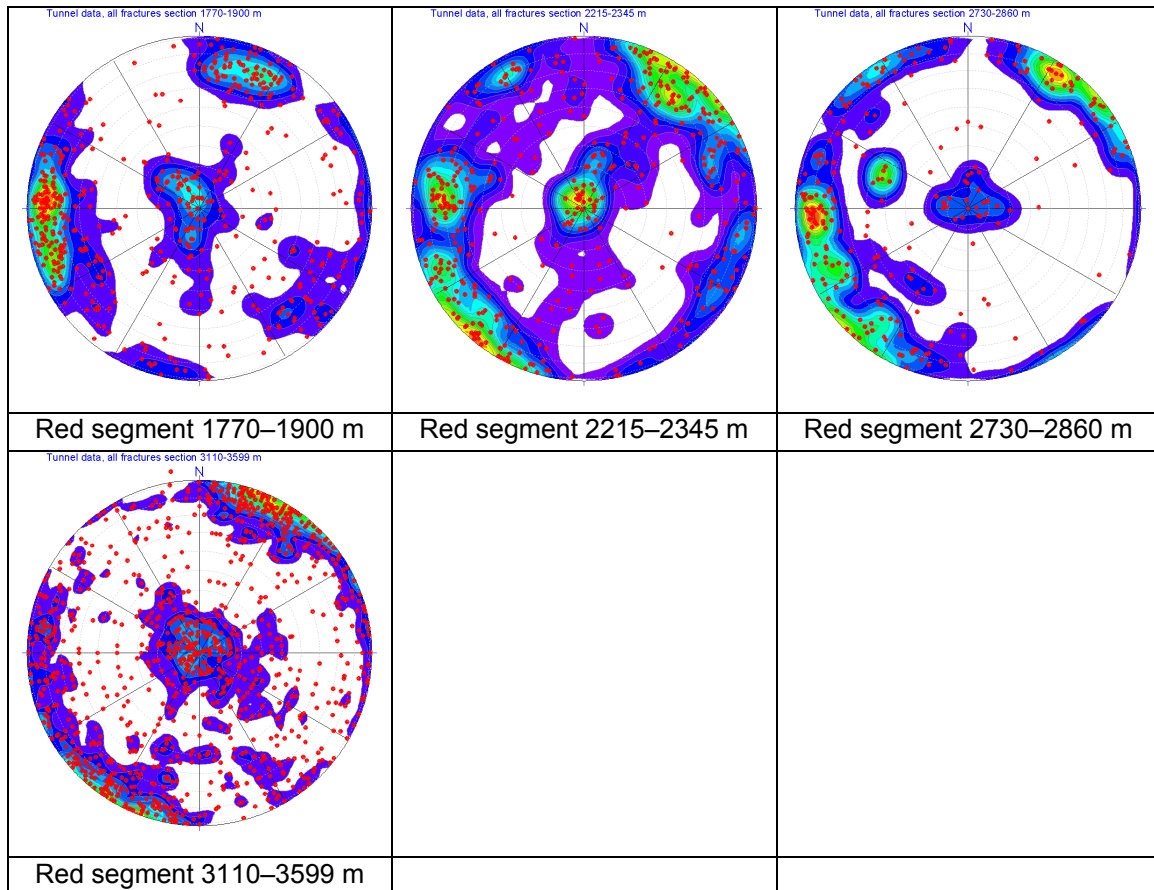 Tunnel data, all fractures section 1770-1900 m
N
Tunnel data, all fractures section 2215-2345 m
N
Tunnel data, all fractures section 2730-2860 m
N
Red segment 1770–1900 m
Red segment 2215–2345 m
Red segment 2730–2860 m
Tunnel data, all fractures section 3110-3599 m
N
Red segment 3110–3599 m